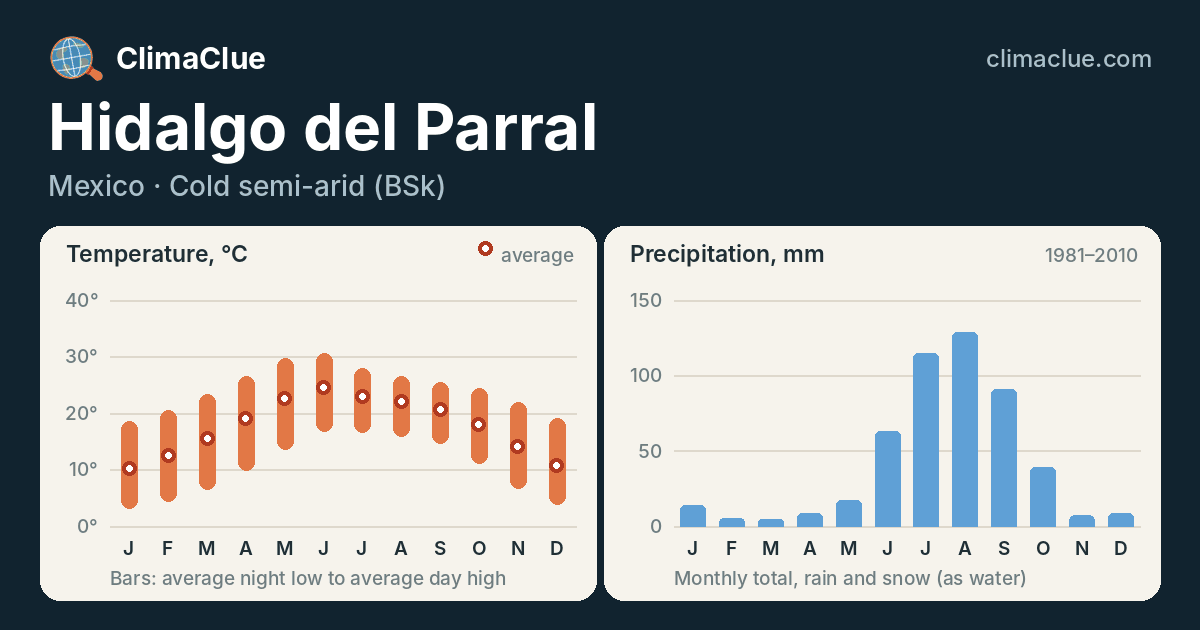 ClimaClue
climaclue.com
Hidalgo del Parral
Mexico · Cold semi-arid (BSk)
Temperature, °C
average
40°
30°
20°
10°
0°
J F M A M J J A S O N D
Bars: average night low to average day high
Precipitation, mm
1981–2010
150
100
50
0
J F M A M J J A S O N D
Monthly total, rain and snow (as water)